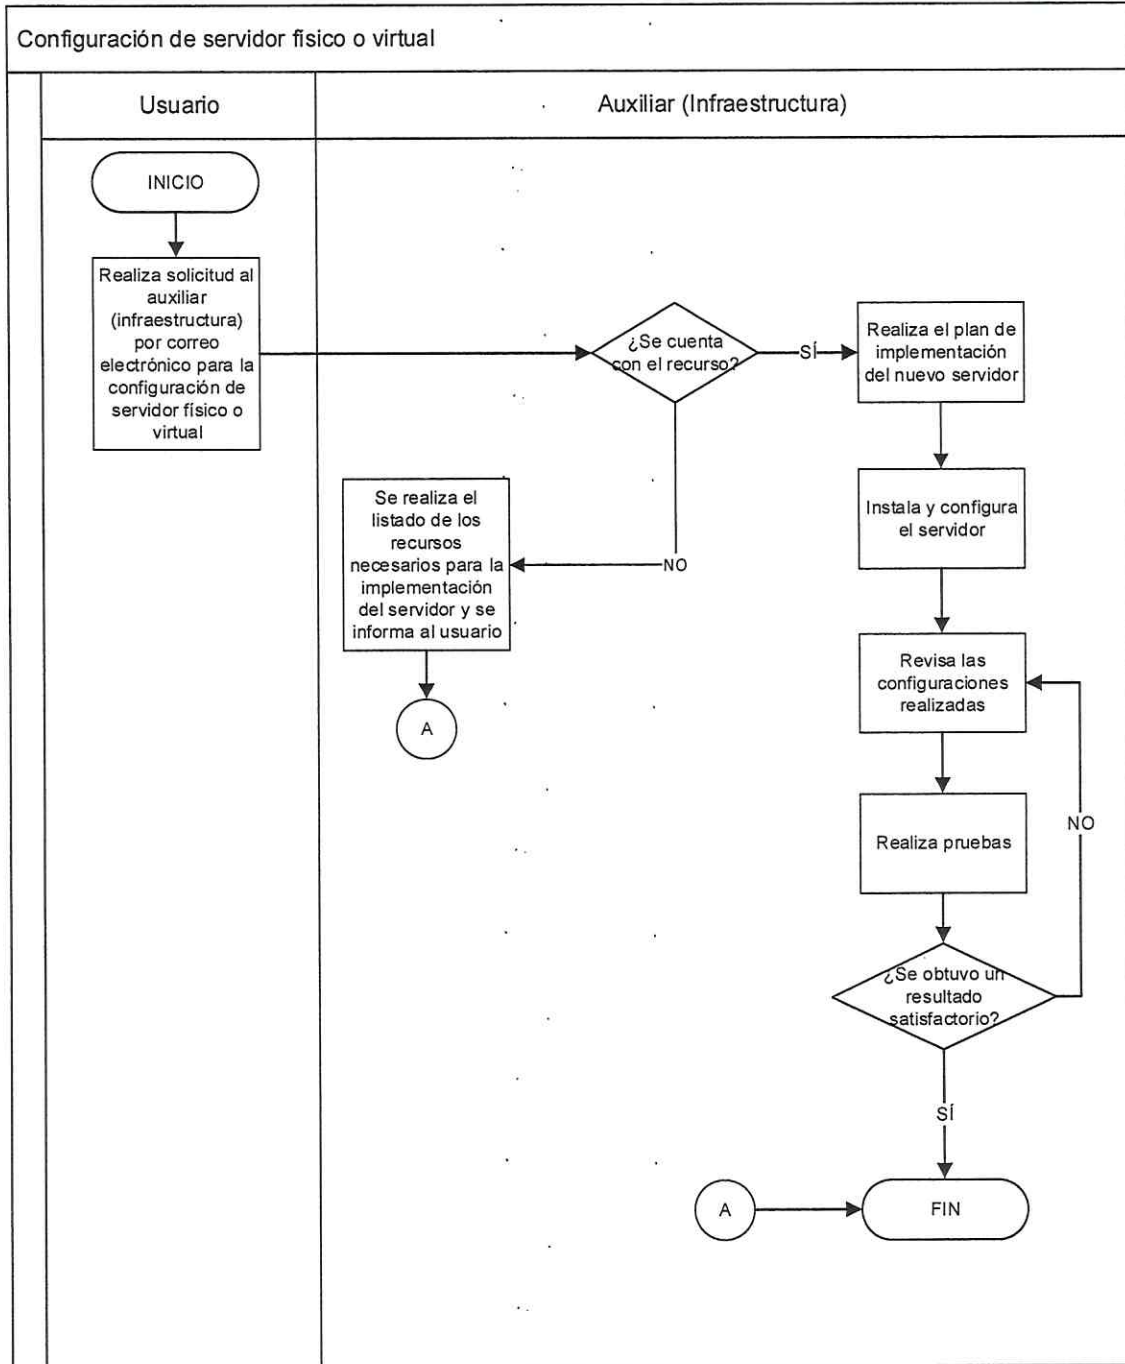 Configuración de servidor físico o virtual
Usuario
Auxiliar (Infraestructura)
INICIO
Realiza solicitud al
auxiliar
(infraestructura)
por correo
electrónico para la
configuración de
servidor físico o
virtual
¿Se cuenta
con el recurso?
SÍ
Realiza el plan de
implementación
del nuevo servidor
NO
Se realiza el
listado de los
recursos
necesarios para la
implementación
del servidor y se
informa al usuario
A
Instala y configura
el servidor
Revisa las
configuraciones
realizadas
Realiza pruebas
NO
¿Se obtuvo un
resultado
satisfactorio?
SÍ
A
FIN